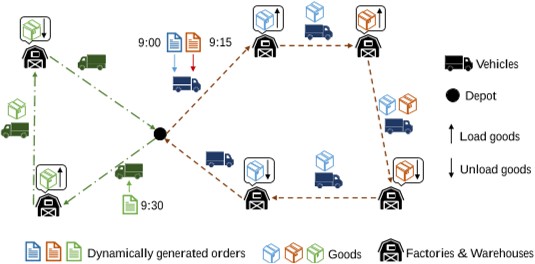 9:00
9:15
Vehicles
Depot
Load goods
Unload goods
9:30
Dynamically generated orders
Goods
Factories & Warehouses